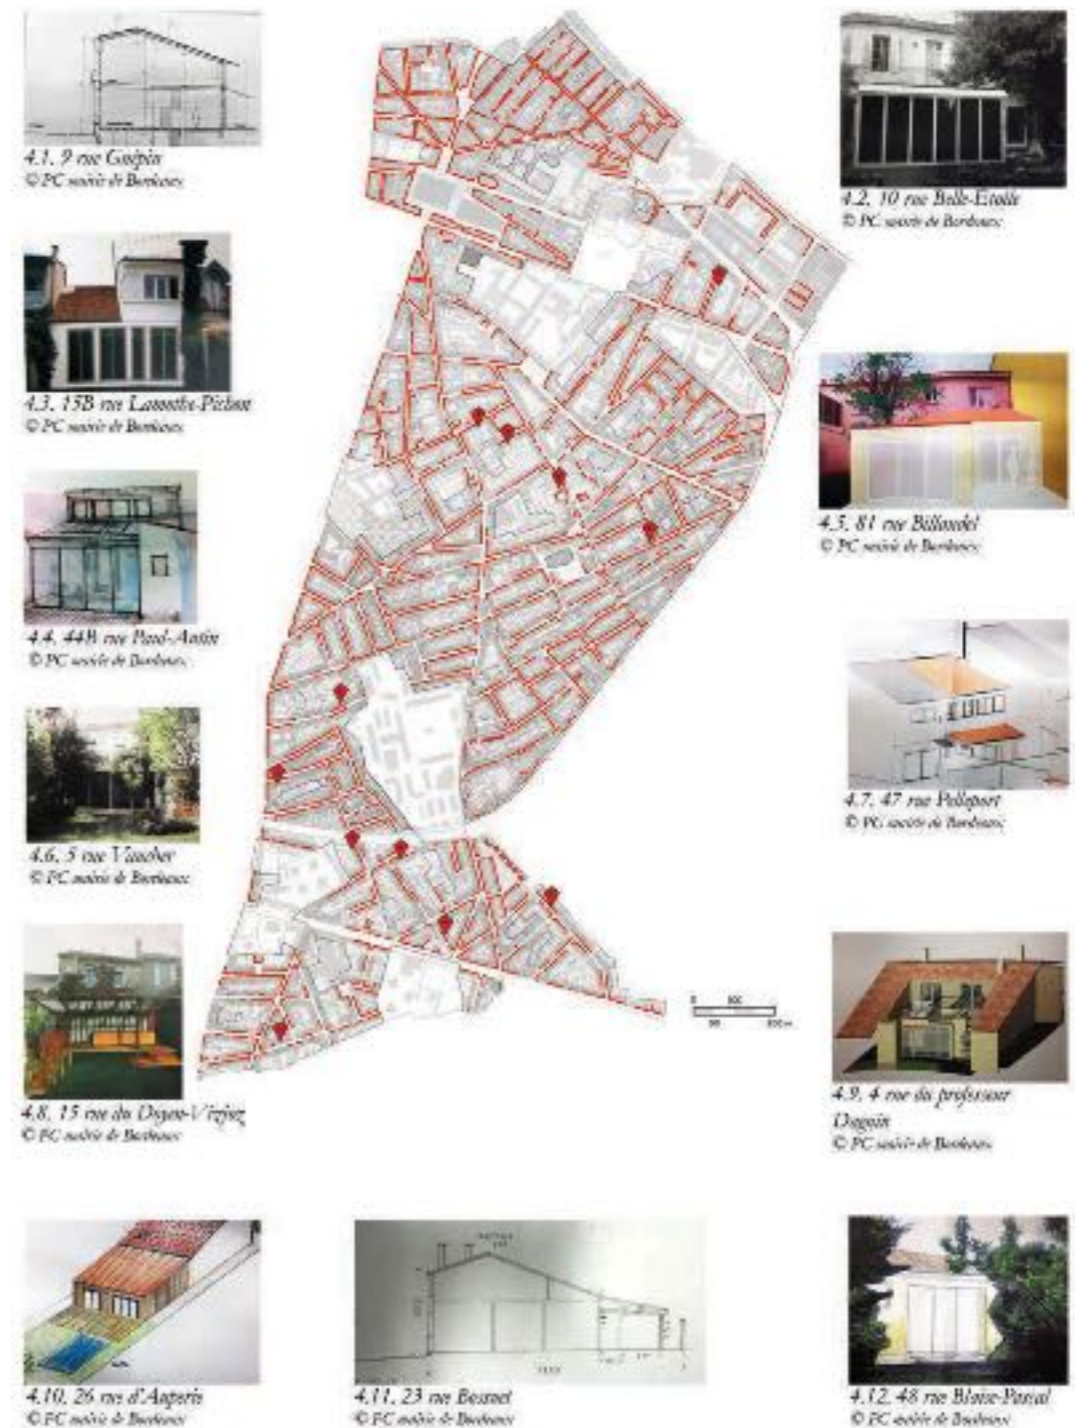 4.1, 9 rue Guépin
© PC mairie de Bordeaux
4.2, 10 rue Belle-Etoile
© PC mairie de Bordeaux
4.3, 15B rue Lamothe-Pichon
© PC mairie de Bordeaux
4.4, 44B rue Paul-Antin
© PC mairie de Bordeaux
4.5, 81 rue Billaudel
© PC mairie de Bordeaux
4.6, 5 rue Vaucher
© PC mairie de Bordeaux
4.7, 47 rue Pelleport
© PC mairie de Bordeaux
4.8, 15 rue du Doyen-
© PC mairie de Bordeaux
4.9, 4 rue du professeur
© PC mairie de Bordeaux
4.10, 26 rue
© PC mairie de Bordeaux
4.11, 23 rue
© PC mairie de Bordeaux
4.12, 48 rue Blaise-Pascal
© PC mairie de Bordeaux